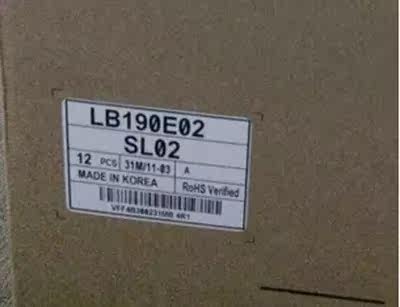 LB190E02
SL02
12 PCS 31M/11-03 A
MADE IN KOREA RoHS Verified